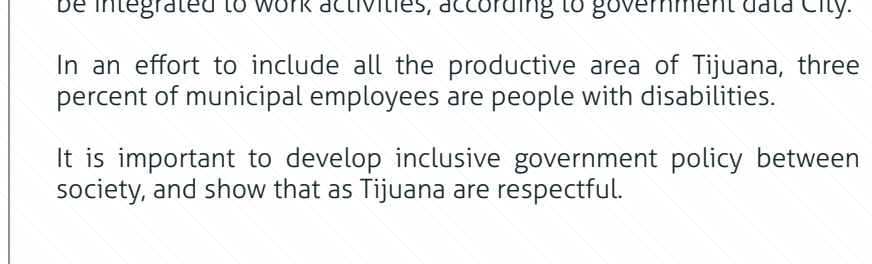 be integrated to work activities, according to government data City.
In an effort to include all the productive area of Tijuana, three
percent of municipal employees are people with disabilities.
It is important to develop inclusive government policy between
society, and show that as Tijuana are respectful.